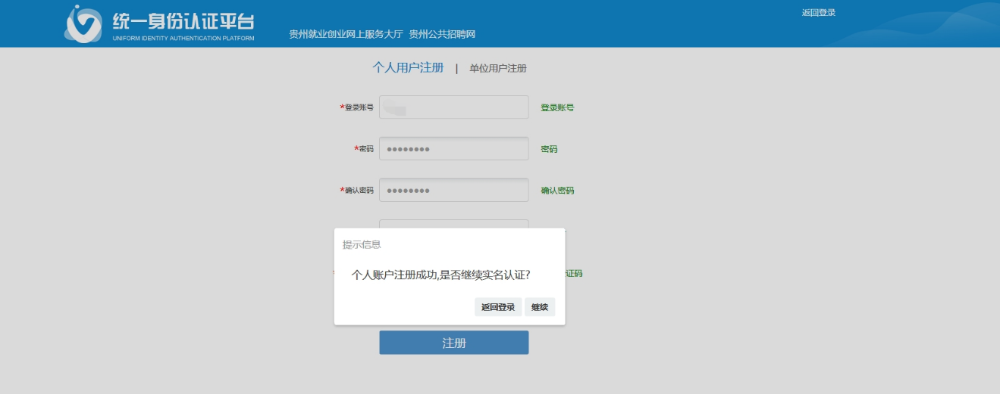 返回登录
统一身份认证平台
UNIFORM IDENTITY AUTHENTICATION PLATFORM
贵州就业创业网上服务大厅 贵州公共招聘网
个人用户注册 | 单位用户注册
*登录账号 登录账号
*密码 ●●●●●●●● 密码
*确认密码 ●●●●●●●● 确认密码
提示信息
个人账户注册成功,是否继续实名认证?
证码
返回登录 继续
注册